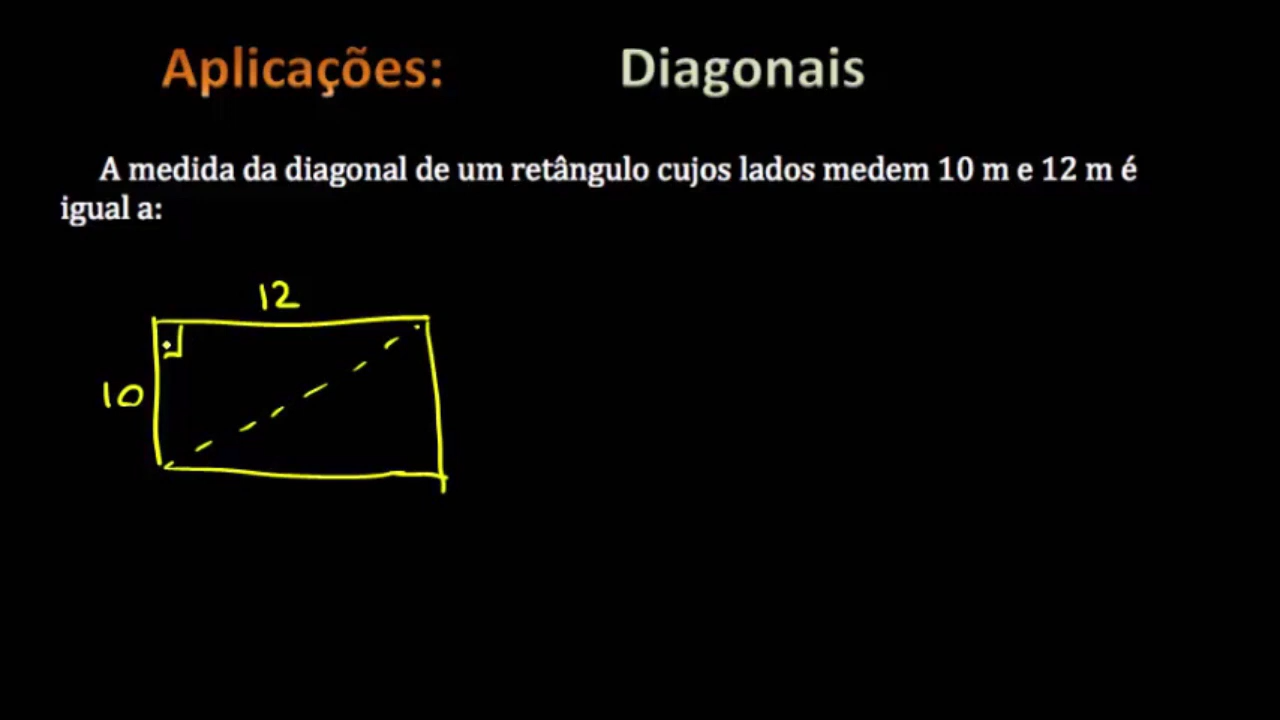 Aplicações: Diagonais
A medida da diagonal de um retângulo cujos lados medem 10 m e 12 m é
igual a:
12
10